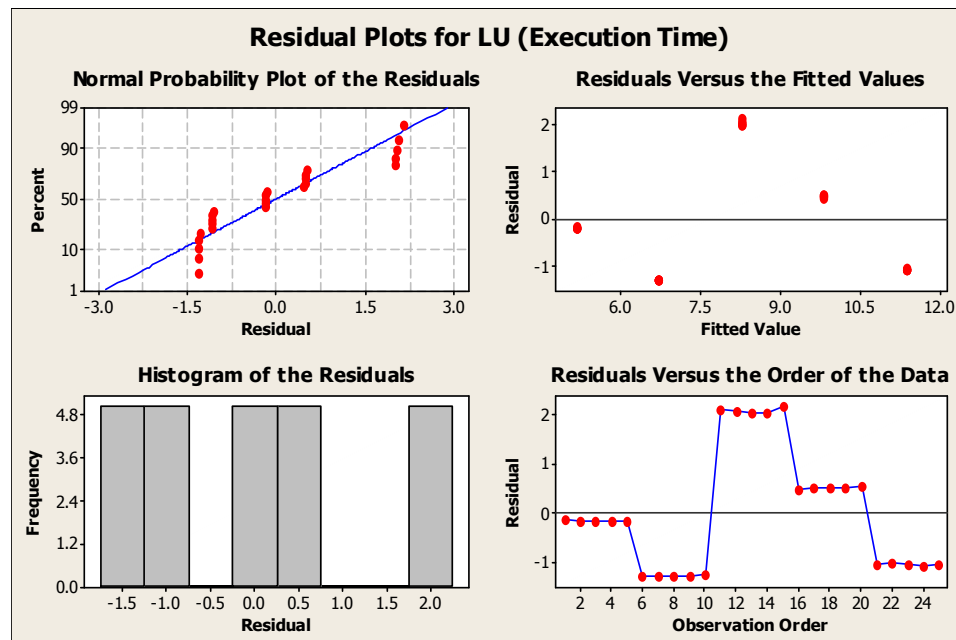 Residual Plots for LU (Execution Time)
Normal Probability Plot of the Residuals
99
90
50
10
1
Percent
-3.0 -1.5 0.0 1.5 3.0
Residual
Residuals Versus the Fitted Values
2
1
0
-1
Residual
6.0 7.5 9.0 10.5 12.0
Fitted Value
Histogram of the Residuals
4.8
3.6
2.4
1.2
0.0
Frequency
-1.5 -1.0 -0.5 0.0 0.5 1.0 1.5 2.0
Residual
Residuals Versus the Order of the Data
2
1
0
-1
Residual
2 4 6 8 10 12 14 16 18 20 22 24
Observation Order